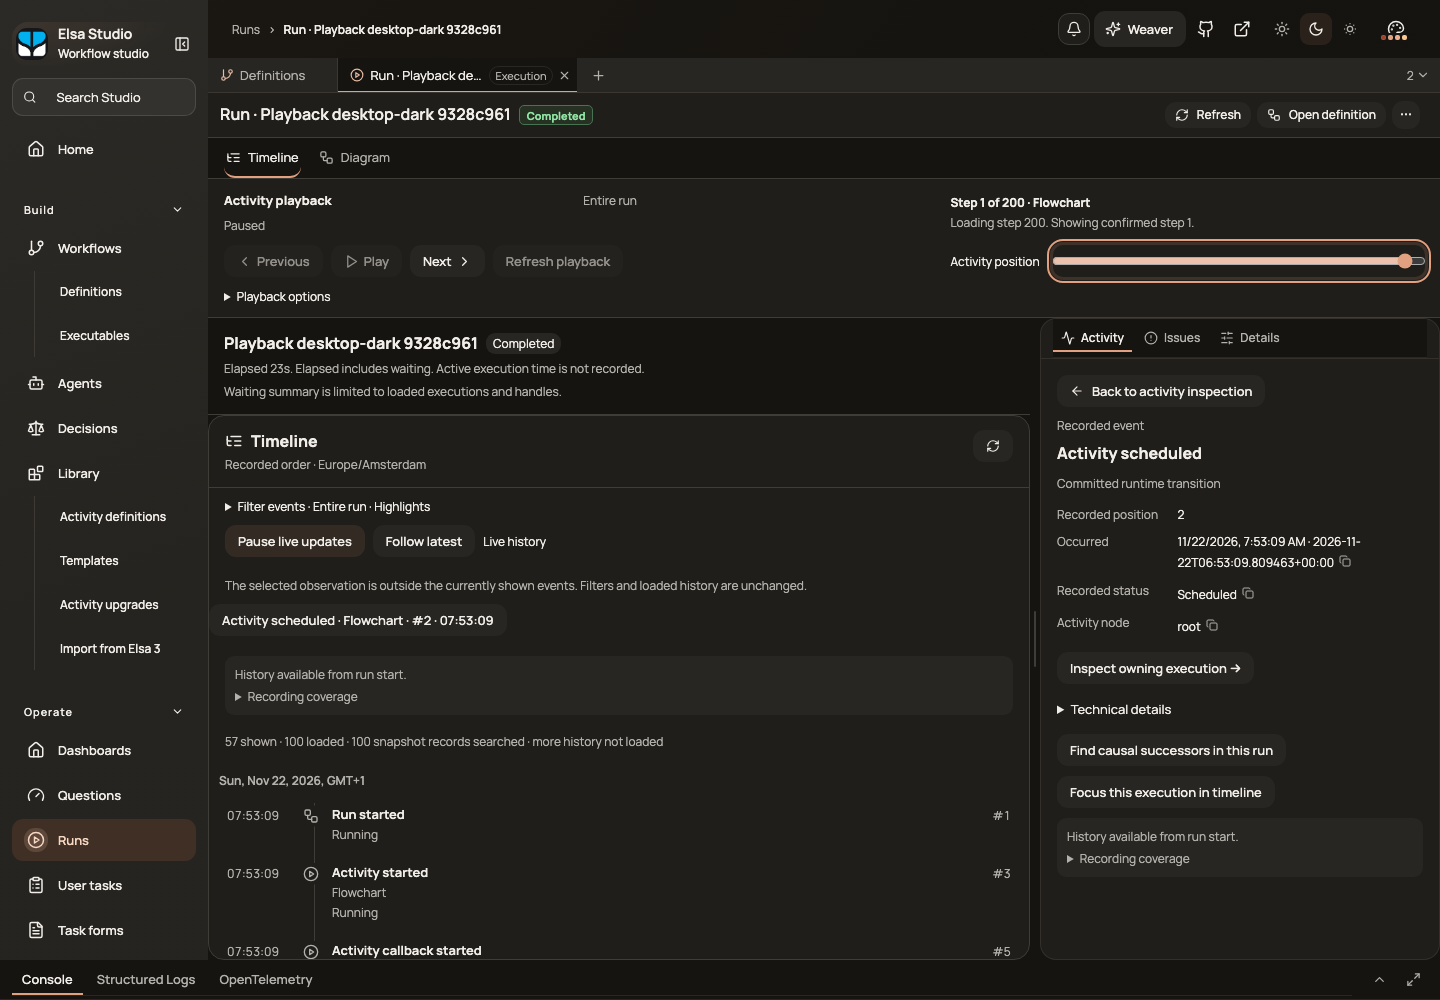 Elsa Studio
Workflow studio
Search Studio
Home
Build
Workflows
Definitions
Executables
Agents
Decisions
Library
Activity definitions
Templates
Activity upgrades
Import from Elsa 3
Operate
Dashboards
Questions
Runs
User tasks
Task forms
Runs › Run · Playback desktop-dark 9328c961
Weaver
Definitions
Run · Playback de... Execution
2
Run · Playback desktop-dark 9328c961 Completed
Refresh
Open definition
Timeline
Diagram
Activity playback
Entire run
Paused
Previous
Play
Next
Refresh playback
Playback options
Step 1 of 200 · Flowchart
Loading step 200. Showing confirmed step 1.
Activity position
Playback desktop-dark 9328c961 Completed
Elapsed 23s. Elapsed includes waiting. Active execution time is not recorded.
Waiting summary is limited to loaded executions and handles.
Timeline
Recorded order · Europe/Amsterdam
Filter events · Entire run · Highlights
Pause live updates
Follow latest
Live history
The selected observation is outside the currently shown events. Filters and loaded history are unchanged.
Activity scheduled · Flowchart · #2 · 07:53:09
History available from run start.
Recording coverage
57 shown · 100 loaded · 100 snapshot records searched · more history not loaded
Sun, Nov 22, 2026, GMT+1
07:53:09 Run started #1
Running
07:53:09 Activity started #3
Flowchart
Running
07:53:09 Activity callback started #5
Activity
Issues
Details
Back to activity inspection
Recorded event
Activity scheduled
Committed runtime transition
Recorded position 2
Occurred 11/22/2026, 7:53:09 AM · 2026-11-
22T06:53:09.809463+00:00
Recorded status Scheduled
Activity node root
Inspect owning execution →
Technical details
Find causal successors in this run
Focus this execution in timeline
History available from run start.
Recording coverage
Console
Structured Logs
OpenTelemetry